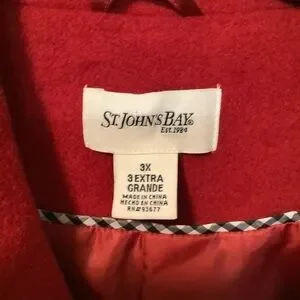 ST. JOHN'S BAY®
EST. 1984
3X
3 EXTRA
GRANDE
MADE IN CHINA
HECHO EN CHINA
RN#93677